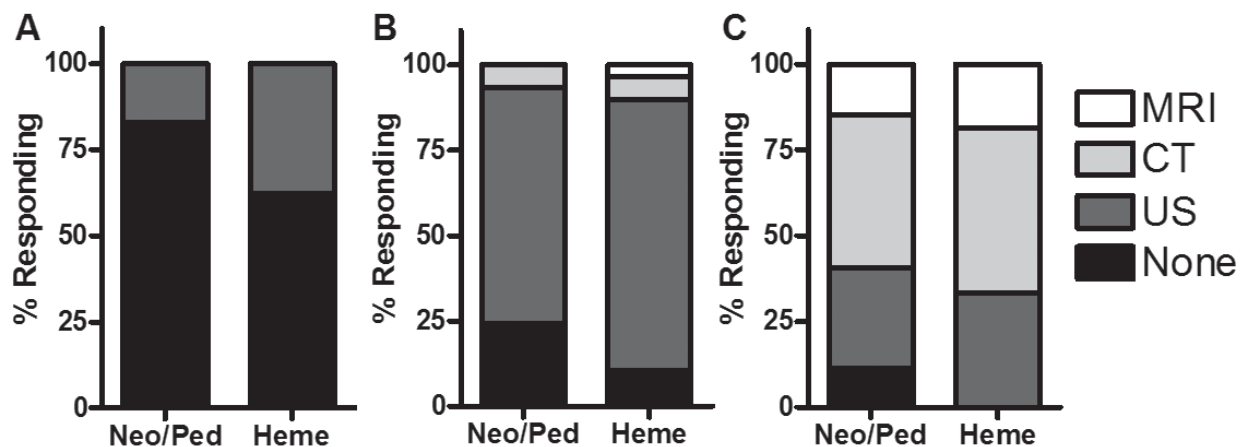 A
% Responding
100
75
50
25
0
Neo/Ped Heme
B
% Responding
100
75
50
25
0
Neo/Ped Heme
C
% Responding
100
75
50
25
0
Neo/Ped Heme
MRI
CT
US
None